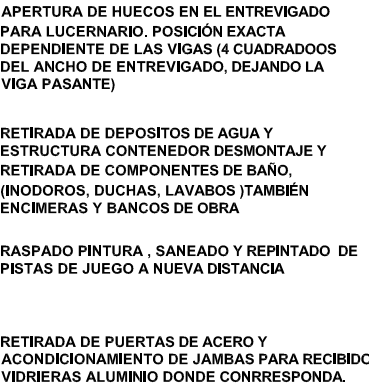 APERTURA DE HUECOS EN EL ENTREVIGADO
PARA LUCERNARIO. POSICIÓN EXACTA
DEPENDIENTE DE LAS VIGAS (4 CUADRADOOS
DEL ANCHO DE ENTREVIGADO, DEJANDO LA
VIGA PASANTE)
RETIRADA DE DEPOSITOS DE AGUA Y
ESTRUCTURA CONTENEDOR DESMONTAJE Y
RETIRADA DE COMPONENTES DE BAÑO,
(INODOROS, DUCHAS, LAVABOS )TAMBIÉN
ENCIMERAS Y BANCOS DE OBRA
RASPADO PINTURA , SANEADO Y REPINTADO DE
PISTAS DE JUEGO A NUEVA DISTANCIA
RETIRADA DE PUERTAS DE ACERO Y
ACONDICIONAMIENTO DE JAMBAS PARA RECIBIDO
VIDRIERAS ALUMINIO DONDE CONRRESPONDA.